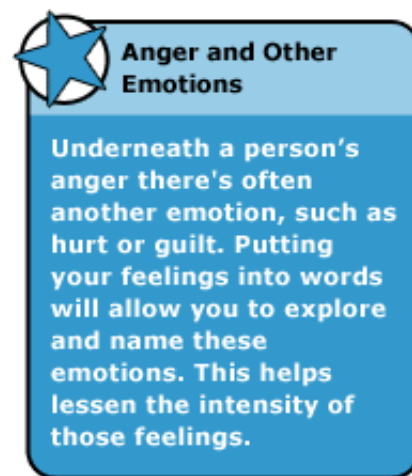 Anger and Other
Emotions
Underneath a person’s
anger there's often
another emotion, such as
hurt or guilt. Putting
your feelings into words
will allow you to explore
and name these
emotions. This helps
lessen the intensity of
those feelings.